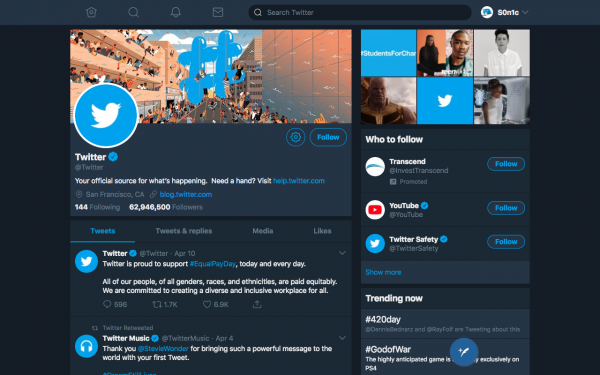 Search Twitter
S0n1c
#StudentsForChar
Follow
Twitter
@Twitter
Your official source for what's happening. Need a hand? Visit help.twitter.com
San Francisco, CA blog.twitter.com
144 Following 62,946,500 Followers
Tweets Tweets & replies Media Likes
Twitter @Twitter · Apr 10
Twitter is proud to support #EqualPayDay, today and every day.
All of our people, of all genders, races, and ethnicities, are paid equitably.
We are committed to creating a diverse and inclusive workplace for all.
596 1.7K 6.9K
Twitter Retweeted
Twitter Music @TwitterMusic · Apr 4
Thank you @StevieWonder for bringing such a powerful message to the
world with your first Tweet.
Who to follow
Transcend
@InvestTranscend
Follow
Promoted
YouTube
@YouTube
Follow
Twitter Safety
@TwitterSafety
Follow
Show more
Trending now
#420day
@DennisBednarz and @RayFoxF are Tweeting about this
#GodofWar
The highly anticipated game is exclusively on
PS4